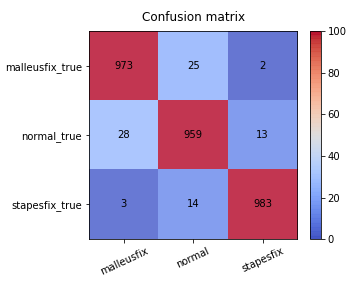 Confusion matrix
malleusfix_true 973 25 2
normal_true 28 959 13
stapesfix_true 3 14 983
malleusfix normal stapesfix
100
80
60
40
20
0